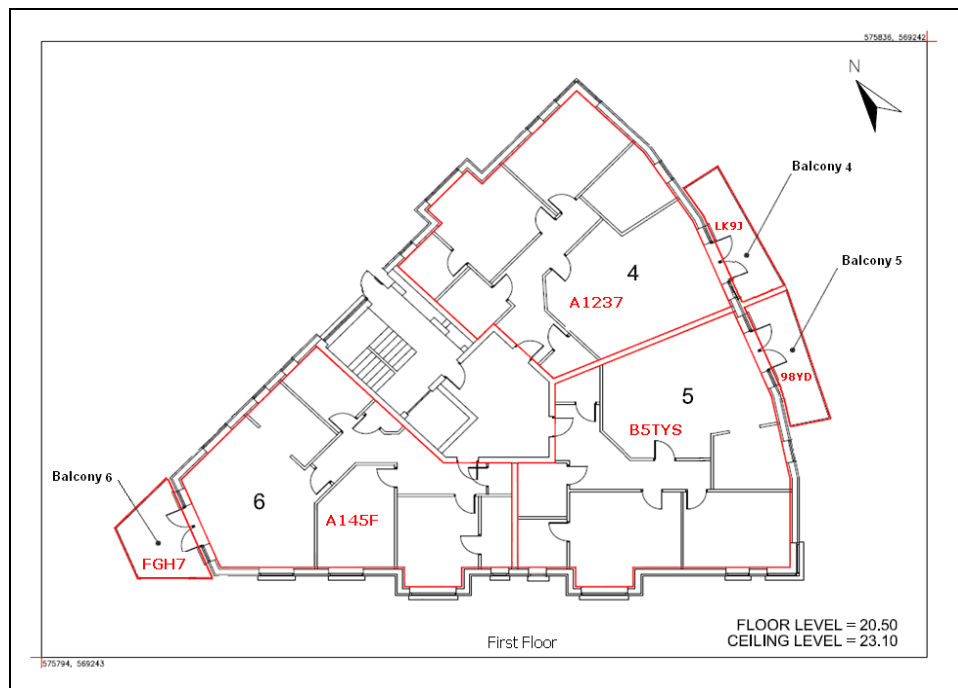 575836, 569242
N
Balcony 4
LK9J
Balcony 5
4
A1237
98YD
5
B5TYS
Balcony 6
6
A145F
FGH7
First Floor
FLOOR LEVEL = 20.50
CEILING LEVEL = 23.10
575794, 569243